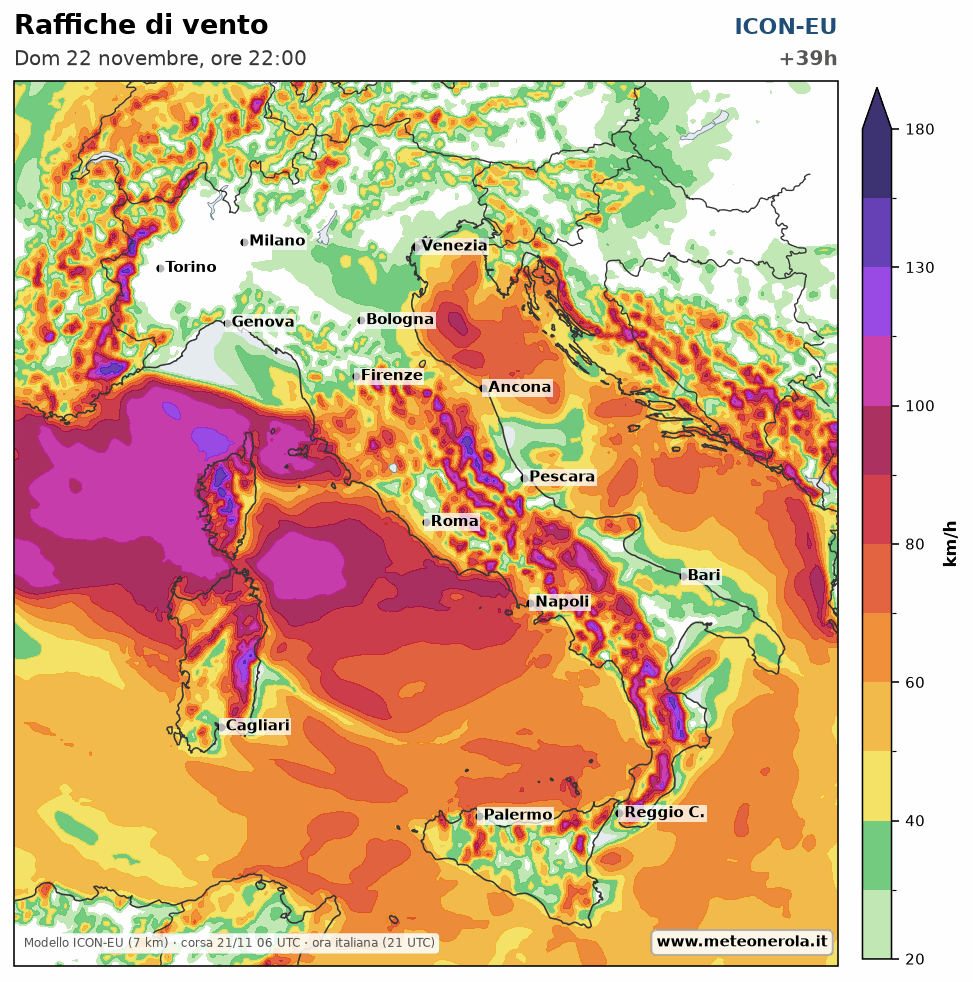 Raffiche di vento
ICON-EU
Dom 22 novembre, ore 22:00
+39h
180
130
100
80
60
40
20
km/h
Milano
Venezia
Torino
Genova
Bologna
Firenze
Ancona
Pescara
Roma
Bari
Napoli
Cagliari
Palermo
Reggio C.
Modello ICON-EU (7 km) · corsa 21/11 06 UTC · ora italiana (21 UTC)
www.meteonerola.it